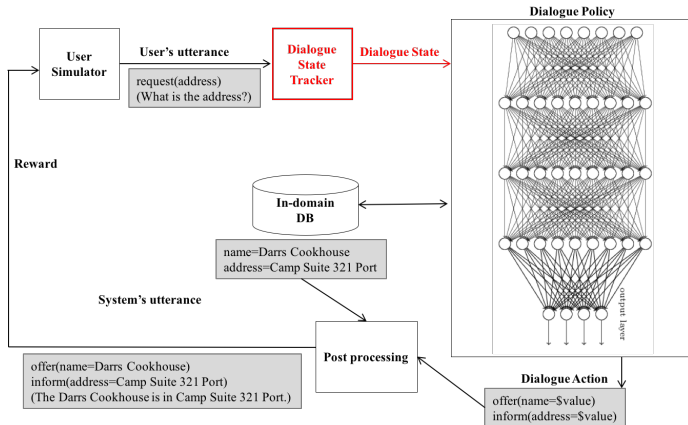 Dialogue Policy
User
Simulator
User's utterance
request(address)
(What is the address?)
Dialogue
State
Tracker
Dialogue State
Reward
In-domain
DB
name=Darrs Cookhouse
address=Camp Suite 321 Port
output layer
System's utterance
Post processing
offer(name=Darrs Cookhouse)
inform(address=Camp Suite 321 Port)
(The Darrs Cookhouse is in Camp Suite 321 Port.)
Dialogue Action
offer(name=$value)
inform(address=$value)